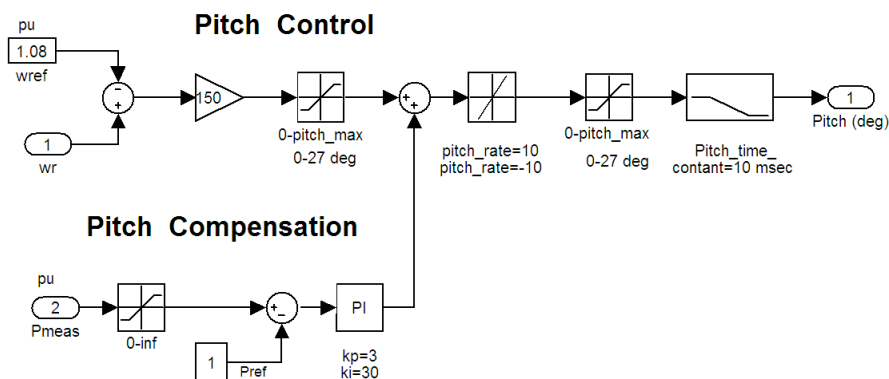 Pitch Control
pu
1.08
wref
−
+
150
1
wr
0-pitch_max
0-27 deg
+
+
pitch_rate=10
pitch_rate=-10
0-pitch_max
0-27 deg
Pitch_time_
contant=10 msec
1
Pitch (deg)
Pitch Compensation
pu
2
Pmeas
0-inf
+
−
1
Pref
PI
kp=3
ki=30